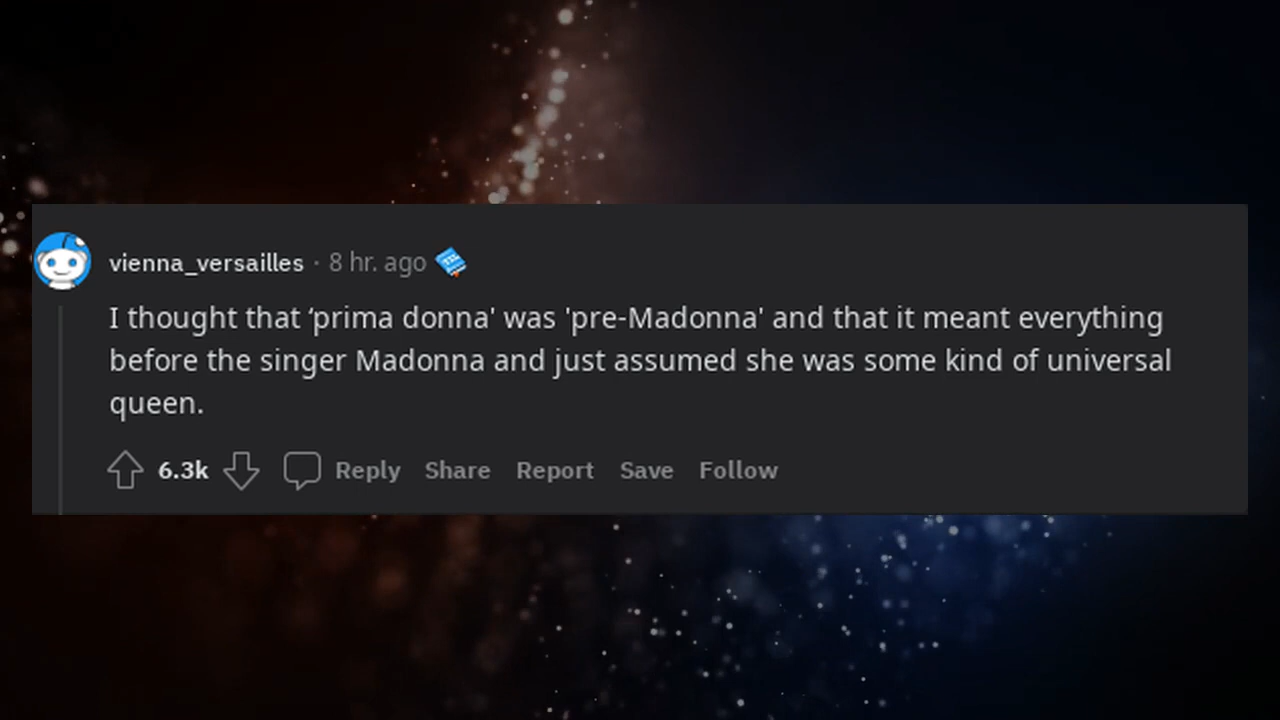 vienna_versailles · 8 hr. ago
I thought that ‘prima donna' was 'pre-Madonna' and that it meant everything
before the singer Madonna and just assumed she was some kind of universal
queen.
6.3k Reply Share Report Save Follow